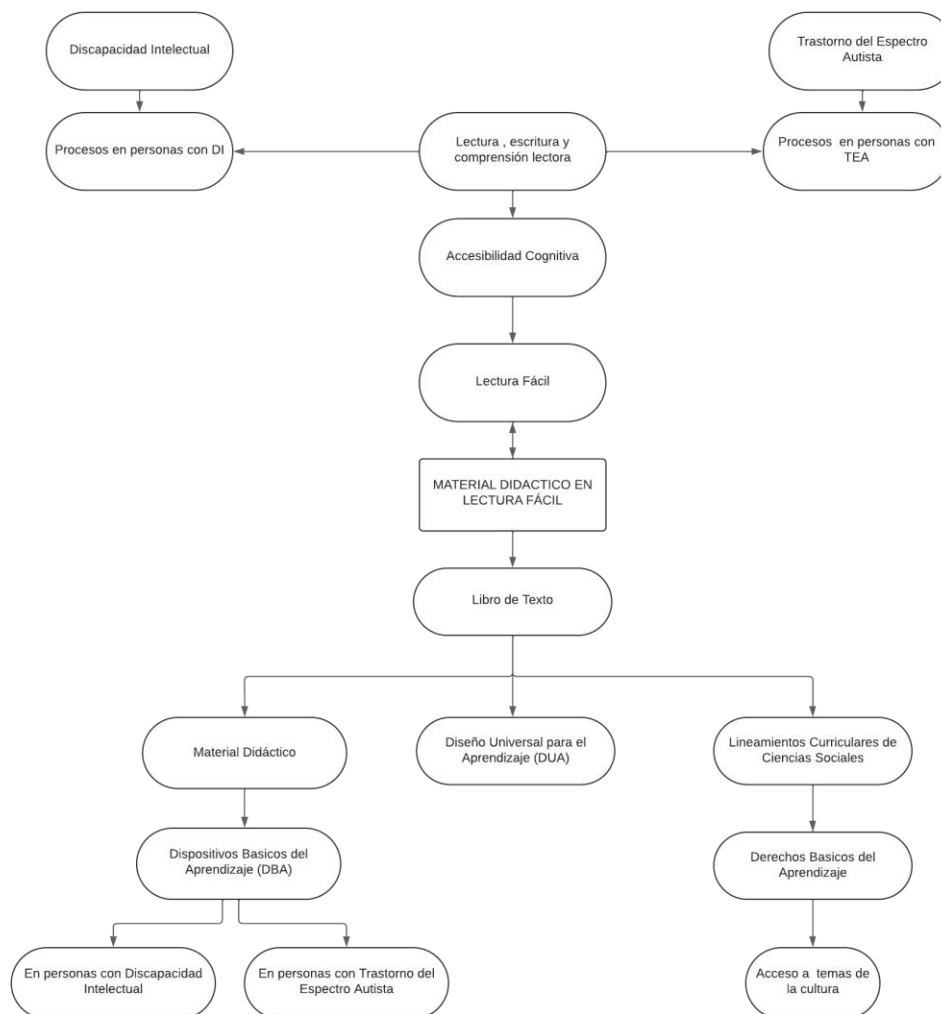 Discapacidad Intelectual
Trastorno del Espectro
Autista
Procesos en personas con DI
Lectura , escritura y
comprensión lectora
Procesos en personas con
TEA
Accesibilidad Cognitiva
Lectura Fácil
MATERIAL DIDACTICO EN
LECTURA FÁCIL
Libro de Texto
Material Didáctico
Diseño Universal para el
Aprendizaje (DUA)
Lineamientos Curriculares de
Ciencias Sociales
Dispositivos Basicos del
Aprendizaje (DBA)
Derechos Basicos del
Aprendizaje
En personas con Discapacidad
Intelectual
En personas con Trastorno del
Espectro Autista
Acceso a temas de
la cultura